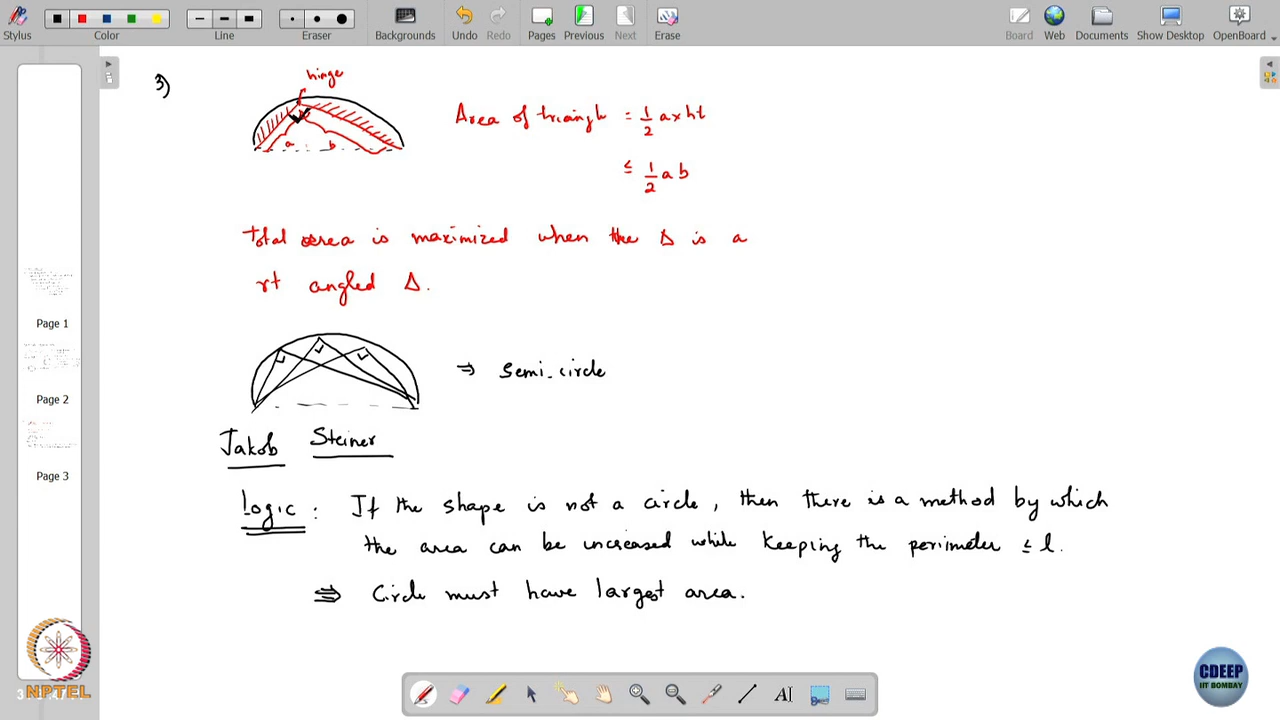 Stylus
Color
Line
Eraser
Backgrounds
Undo
Redo
Pages
Previous
Next
Erase
Board
Web
Documents
Show Desktop
OpenBoard
3)
hinge
a
b
Area of triangle = 1/2 a x ht
≤ 1/2 a b
total area is maximized when the Δ is a
rt angled Δ.
⇒ Semi-circle
Jakob Steiner
Logic : If the shape is not a circle, then there is a method by which
the area can be increased while keeping the perimeter ≤ l.
⇒ Circle must have largest area.
Page 1
Page 2
Page 3
NPTEL
CDEEP
IIT BOMBAY